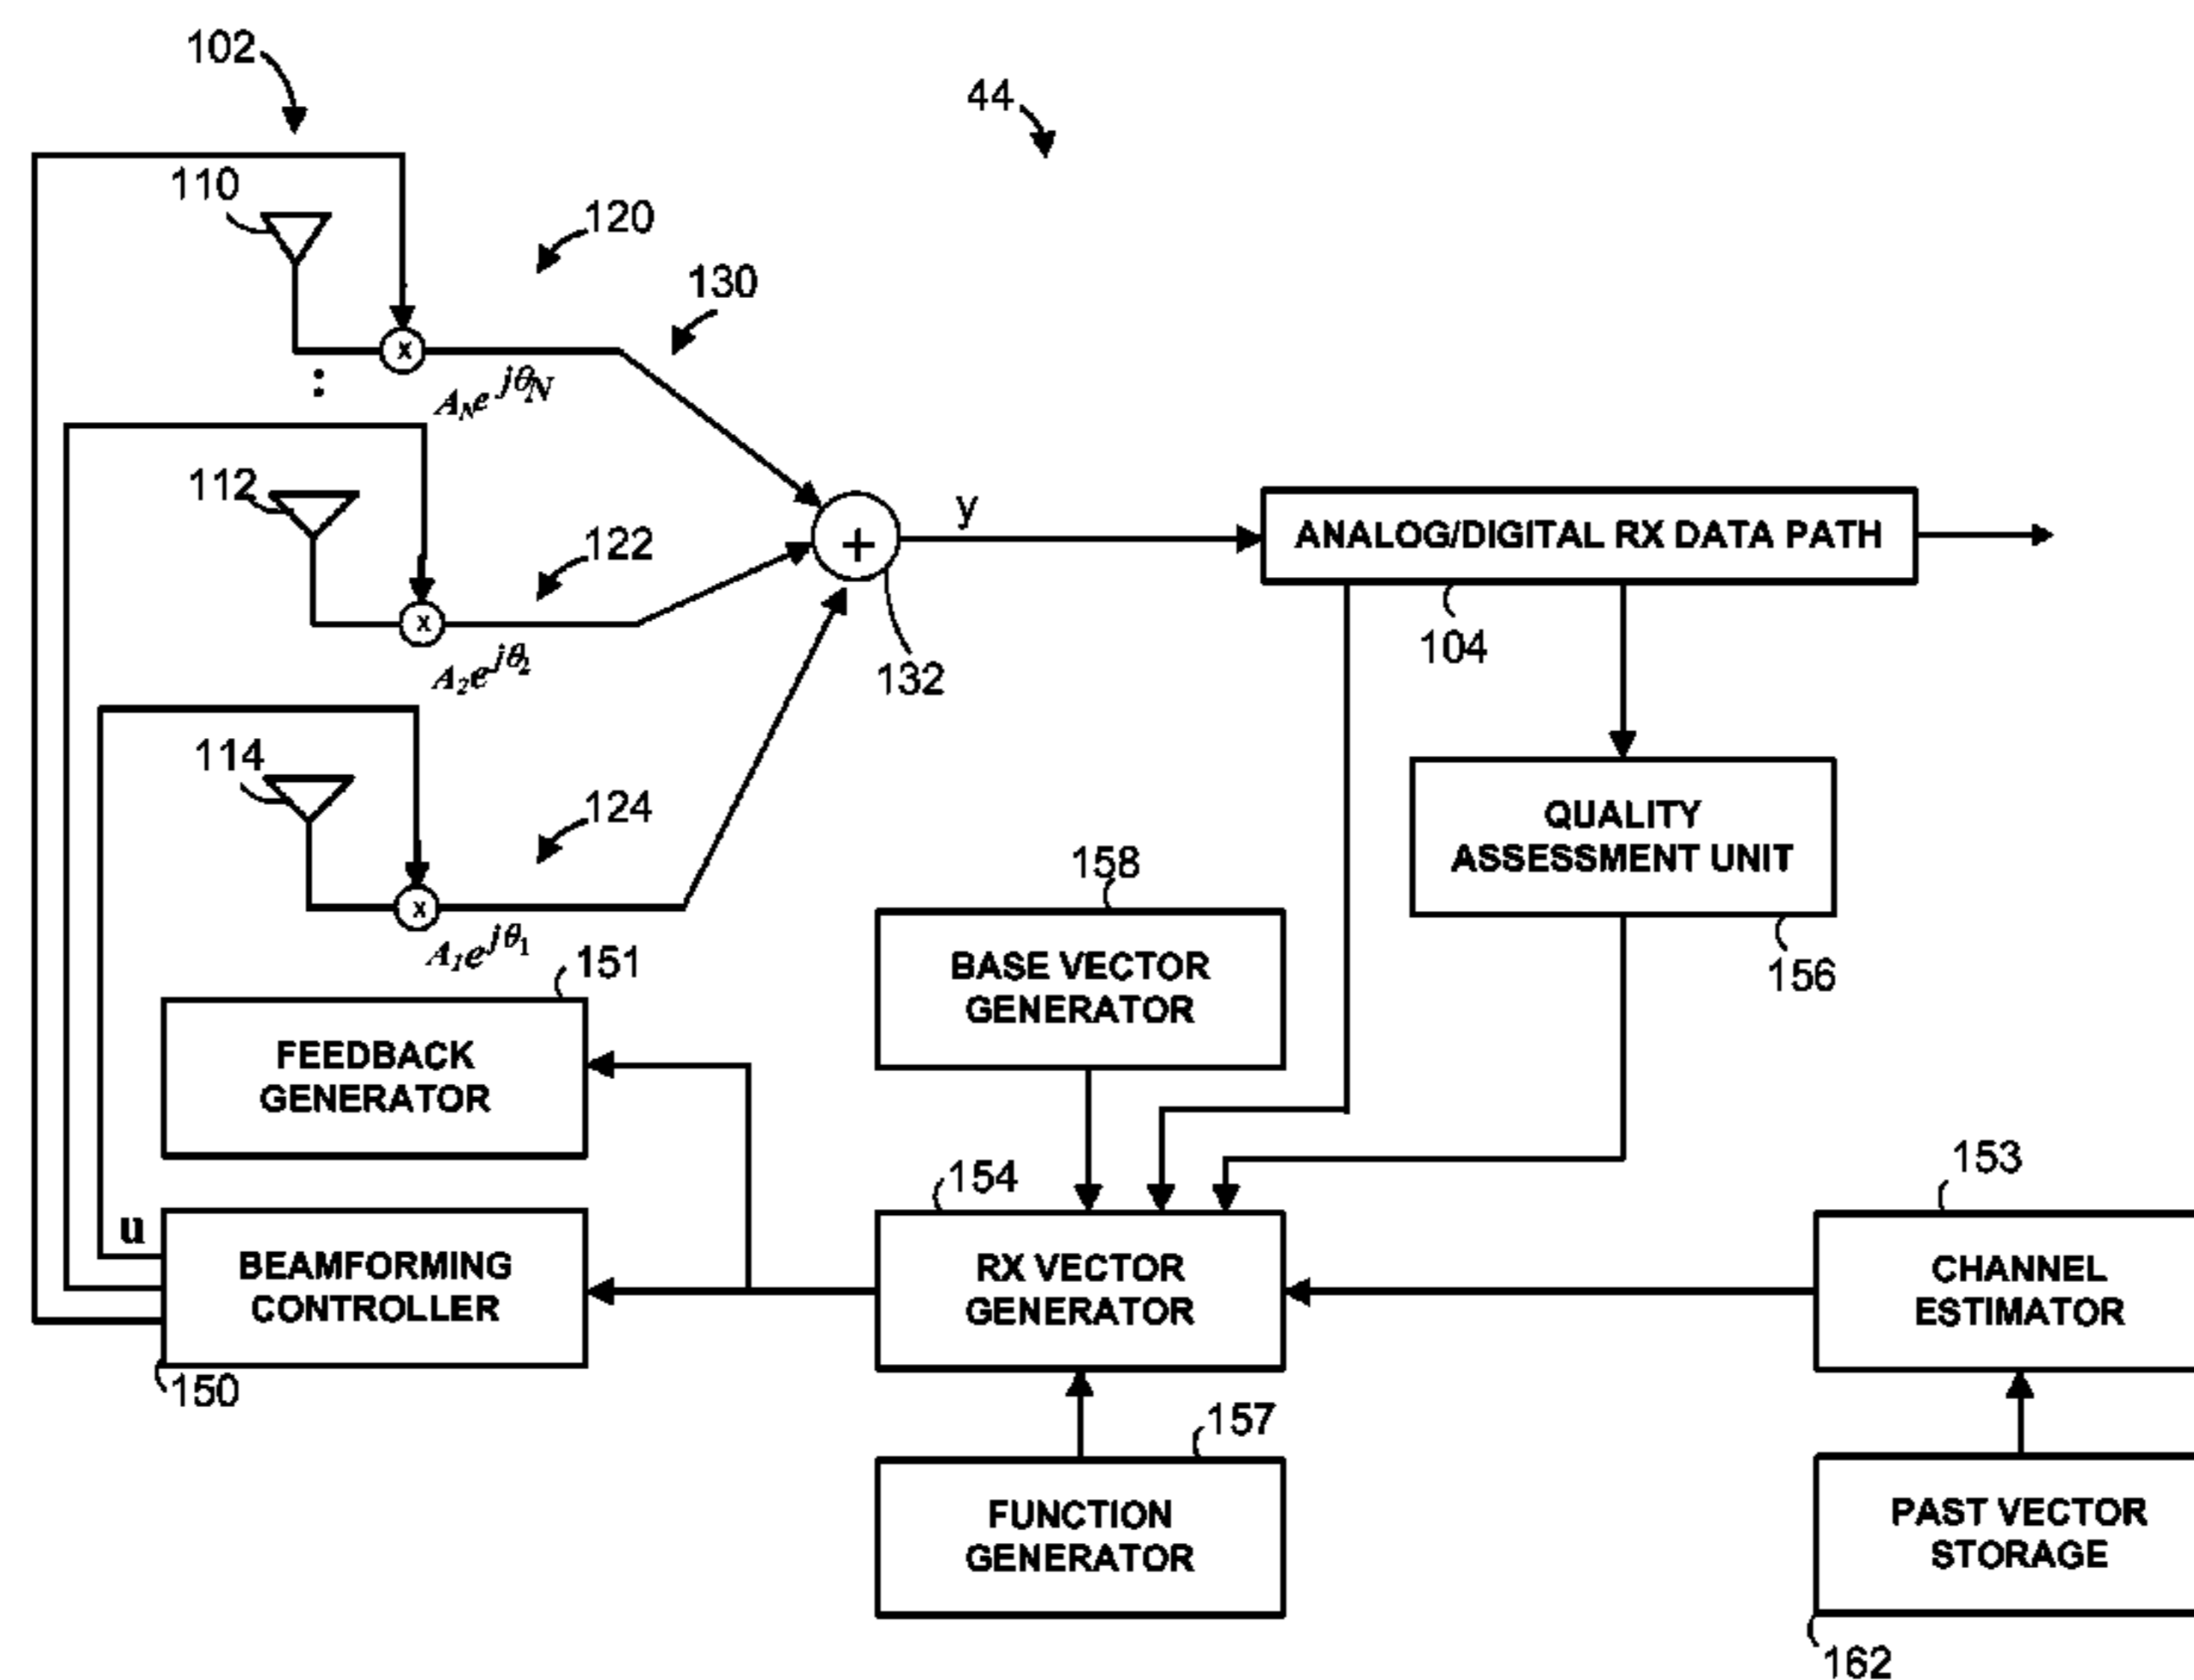 102
44
110
120
130
x
:
A_N e^{jθ_N}
112
122
y
ANALOG/DIGITAL RX DATA PATH
+
x
104
132
A_2 e^{jθ_2}
114
124
QUALITY
ASSESSMENT UNIT
158
x
A_1 e^{jθ_1}
151
156
BASE VECTOR
GENERATOR
FEEDBACK
GENERATOR
154
153
u
BEAMFORMING
CONTROLLER
RX VECTOR
GENERATOR
CHANNEL
ESTIMATOR
150
157
FUNCTION
GENERATOR
PAST VECTOR
STORAGE
162